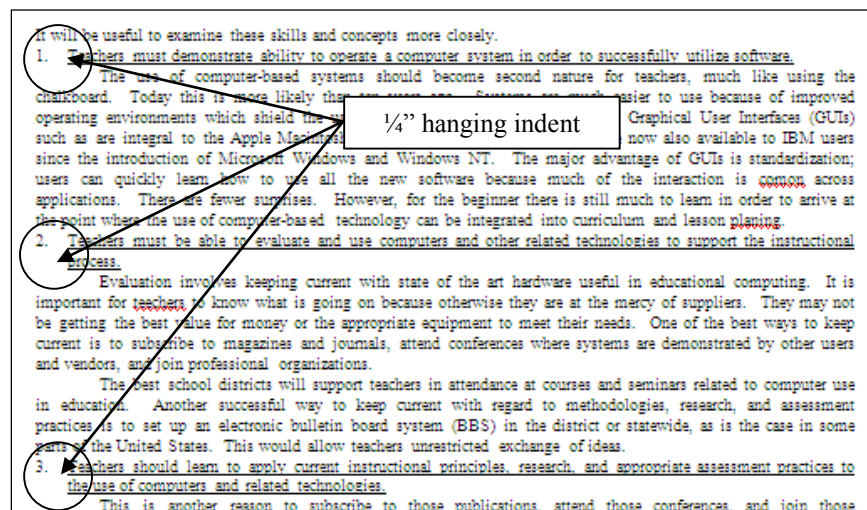 It will be useful to examine these skills and concepts more closely.
1. Teachers must demonstrate ability to operate a computer system in order to successfully utilize software.
The use of computer-based systems should become second nature for teachers, much like using the
chalkboard. Today this is more likely than ten years ago. Systems are much easier to use because of improved
operating environments which shield the Graphical User Interfaces (GUIs)
¼” hanging indent
such as are integral to the Apple now also available to IBM users
since the introduction of Microsoft Windows and Windows NT. The major advantage of GUIs is standardization;
users can quickly learn how to use all the new software because much of the interaction is comon across
applications. There are fewer surprises. However, for the beginner there is still much to learn in order to arrive at
the point where the use of computer-based technology can be integrated into curriculum and lesson planing.
2. Teachers must be able to evaluate and use computers and other related technologies to support the instructional
process.
Evaluation involves keeping current with state of the art hardware useful in educational computing. It is
important for teechers to know what is going on because otherwise they are at the mercy of suppliers. They may not
be getting the best value for money or the appropriate equipment to meet their needs. One of the best ways to keep
current is to subscribe to magazines and journals, attend conferences where systems are demonstrated by other users
and vendors, and join professional organizations.
The best school districts will support teachers in attendance at courses and seminars related to computer use
in education. Another successful way to keep current with regard to methodologies, research, and assessment
practices is to set up an electronic bulletin board system (BBS) in the district or statewide, as is the case in some
parts of the United States. This would allow teachers unrestricted exchange of ideas.
3. Teachers should learn to apply current instructional principles, research, and appropriate assessment practices to
the use of computers and related technologies.
This is another reason to subscribe to those publications, attend those conferences, and join those